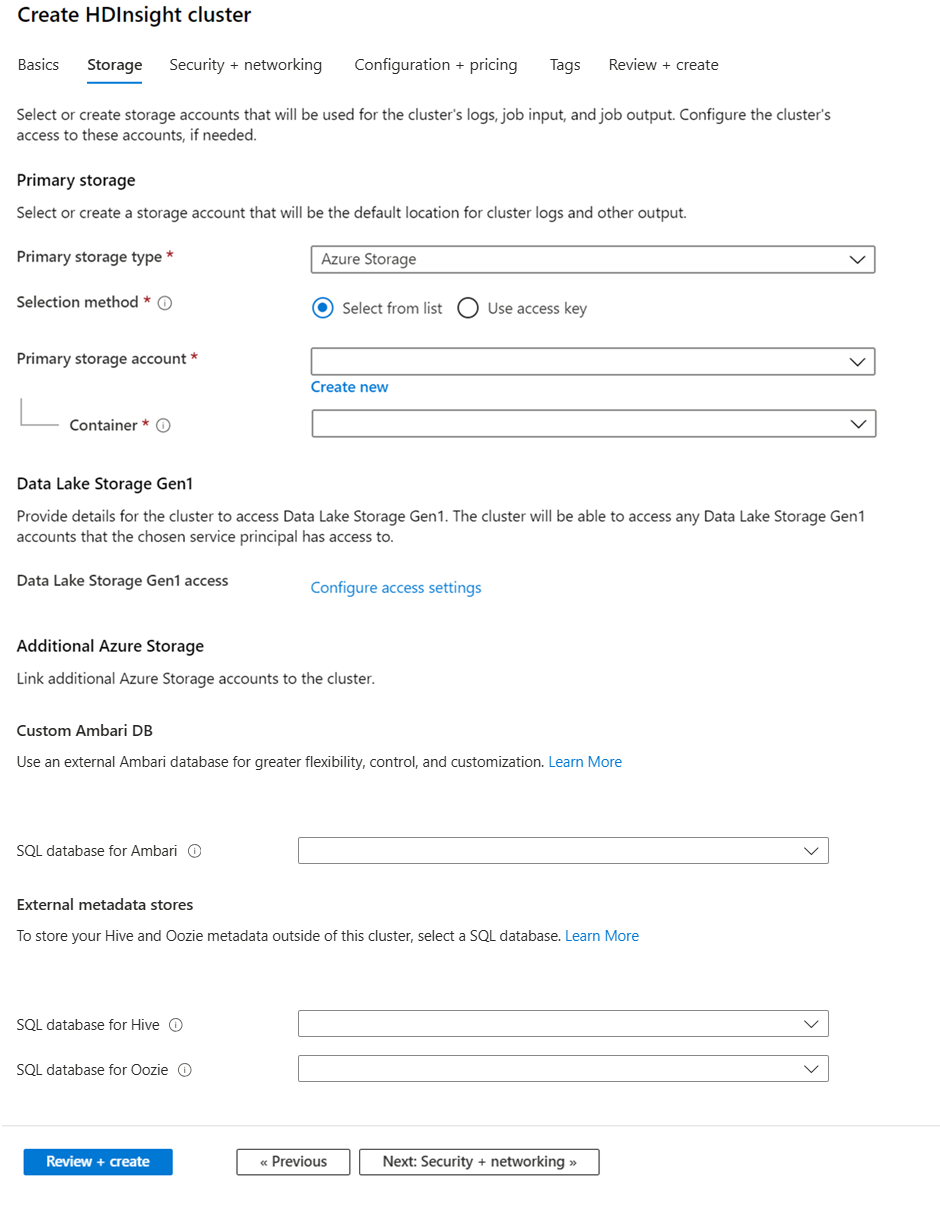 Create HDInsight cluster
Basics Storage Security + networking Configuration + pricing Tags Review + create
Select or create storage accounts that will be used for the cluster's logs, job input, and job output. Configure the cluster's
access to these accounts, if needed.
Primary storage
Select or create a storage account that will be the default location for cluster logs and other output.
Primary storage type * Azure Storage
Selection method * Select from list Use access key
Primary storage account *
Create new
Container *
Data Lake Storage Gen1
Provide details for the cluster to access Data Lake Storage Gen1. The cluster will be able to access any Data Lake Storage Gen1
accounts that the chosen service principal has access to.
Data Lake Storage Gen1 access Configure access settings
Additional Azure Storage
Link additional Azure Storage accounts to the cluster.
Custom Ambari DB
Use an external Ambari database for greater flexibility, control, and customization. Learn More
SQL database for Ambari
External metadata stores
To store your Hive and Oozie metadata outside of this cluster, select a SQL database. Learn More
SQL database for Hive
SQL database for Oozie
Review + create « Previous Next: Security + networking »